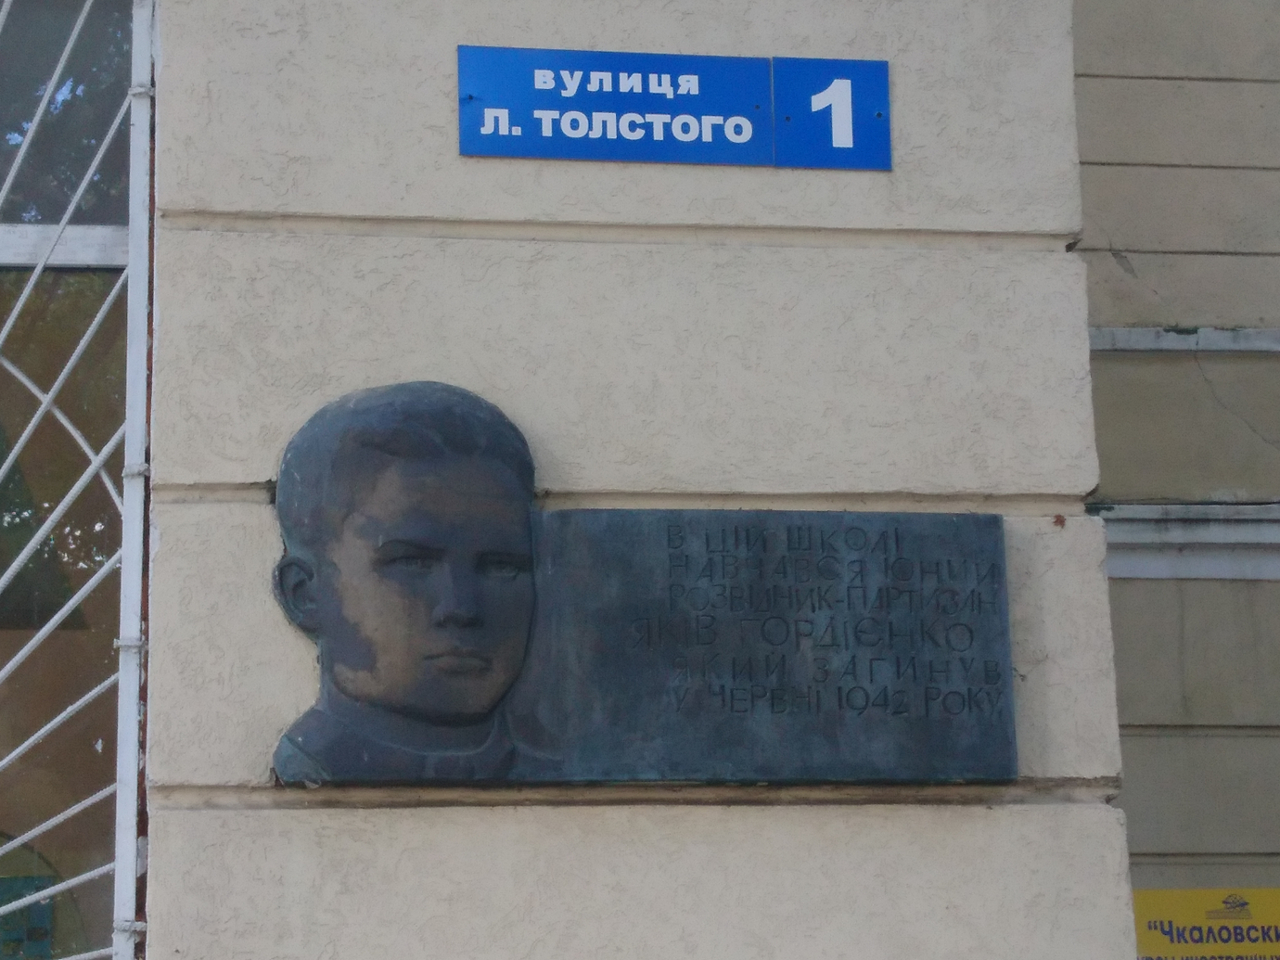 вулиця
Л. ТОЛСТОГО
1
В ЦІЙ ШКОЛІ
НАВЧАВСЯ ЮНИЙ
РОЗВІДНИК-ПАРТИЗАН
ЯКІВ ГОРДІЄНКО
ЯКИЙ ЗАГИНУВ
У ЧЕРВНІ 1942 РОКУ
"Чкаловски